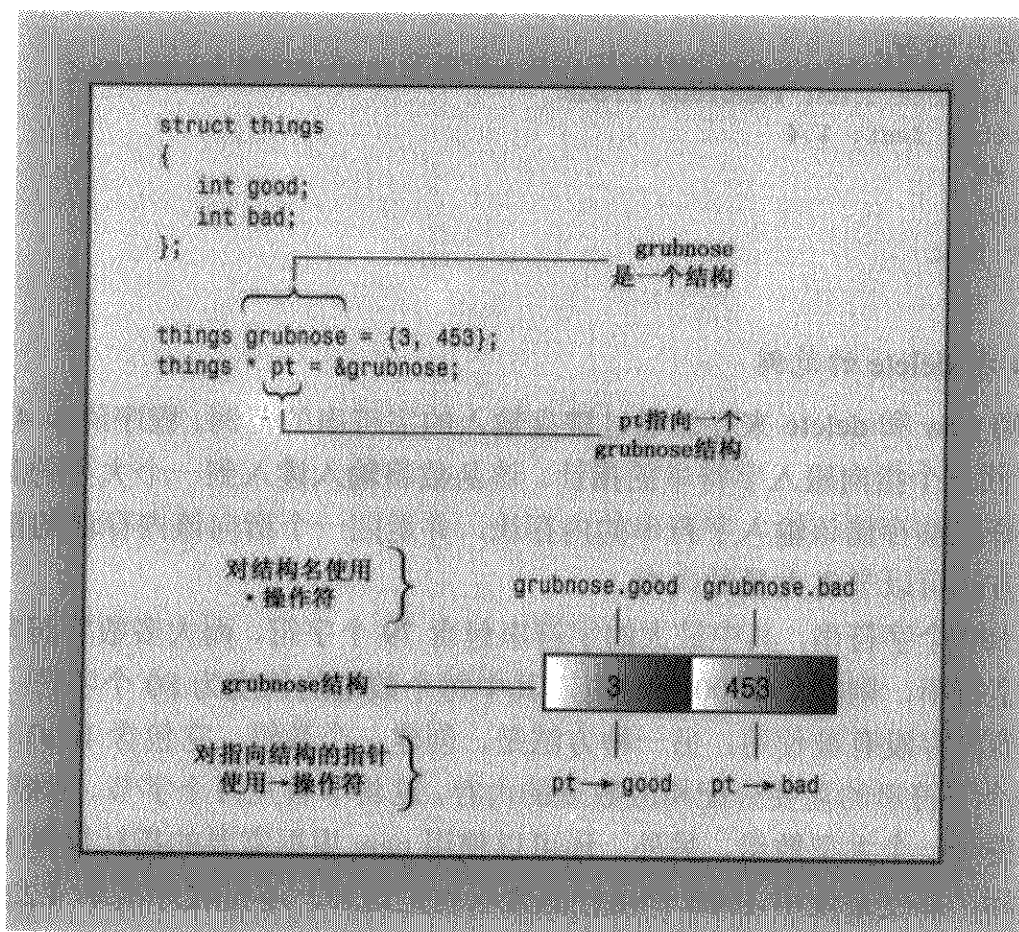 struct things
{
int good;
int bad;
};
grubnose
是一个结构
things grubnose = {3, 453};
things * pt = &grubnose;
pt指向一个
grubnose结构
对结构名使用
·操作符
grubnose.good grubnose.bad
grubnose结构
3 453
对指向结构的指针
使用→操作符
pt→good pt→bad